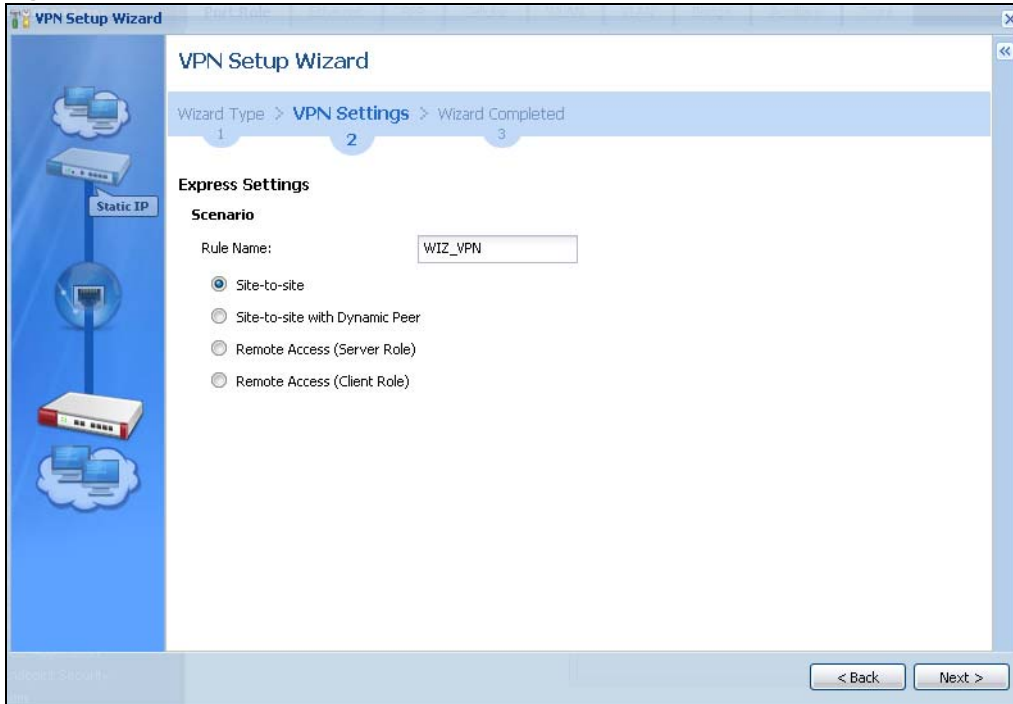 VPN Setup Wizard
Port Role
VPN Setup Wizard
Wizard Type > VPN Settings > Wizard Completed
1 2 3
Static IP
Express Settings
Scenario
Rule Name: WIZ_VPN
Site-to-site
Site-to-site with Dynamic Peer
Remote Access (Server Role)
Remote Access (Client Role)
< Back Next >